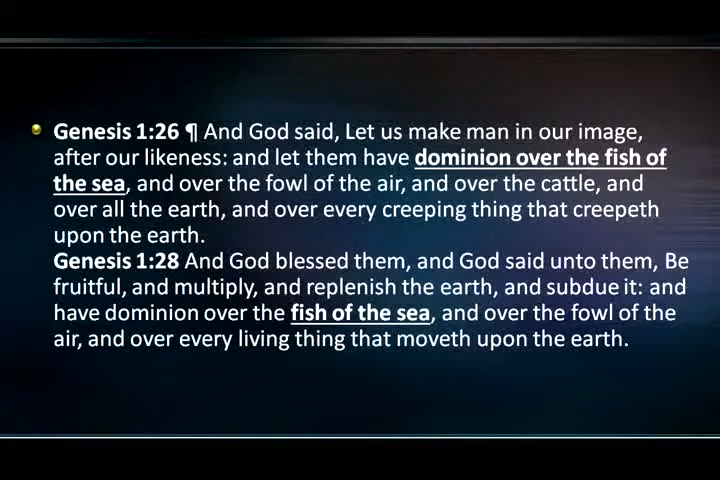 Genesis 1:26 ¶ And God said, Let us make man in our image,
after our likeness: and let them have dominion over the fish of
the sea, and over the fowl of the air, and over the cattle, and
over all the earth, and over every creeping thing that creepeth
upon the earth.
Genesis 1:28 And God blessed them, and God said unto them, Be
fruitful, and multiply, and replenish the earth, and subdue it: and
have dominion over the fish of the sea, and over the fowl of the
air, and over every living thing that moveth upon the earth.